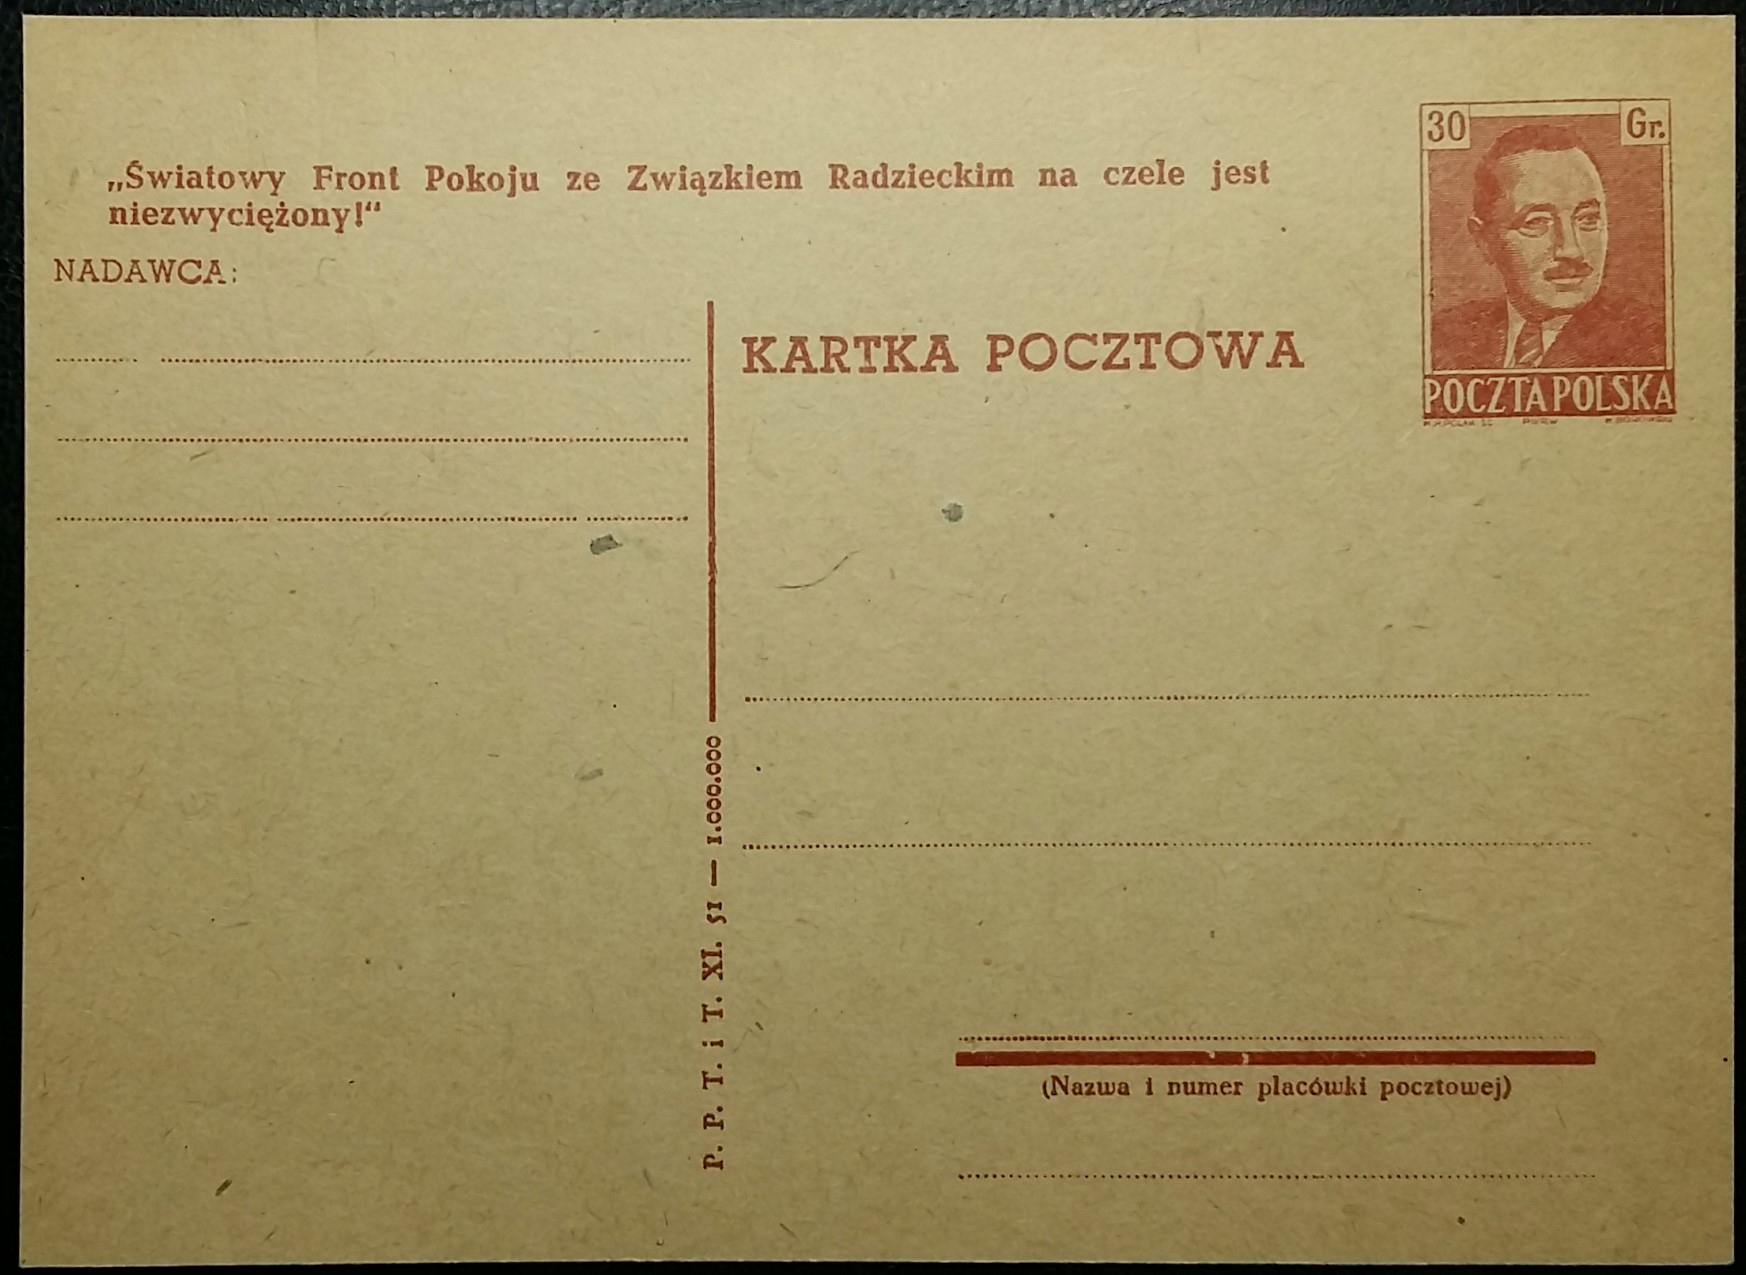 „Światowy Front Pokoju ze Związkiem Radzieckim na czele jest
niezwyciężony!“
NADAWCA:
30 Gr.
POCZTA POLSKA
KARTKA POCZTOWA
P. P. T. i T. XI. 51 — 1.000.000
(Nazwa i numer placówki pocztowej)